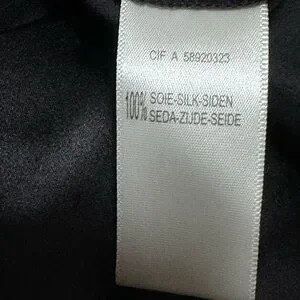 CIF A 58920323
100% SOIE-SILK-SIDEN
SEDA-ZIJDE-SEIDE